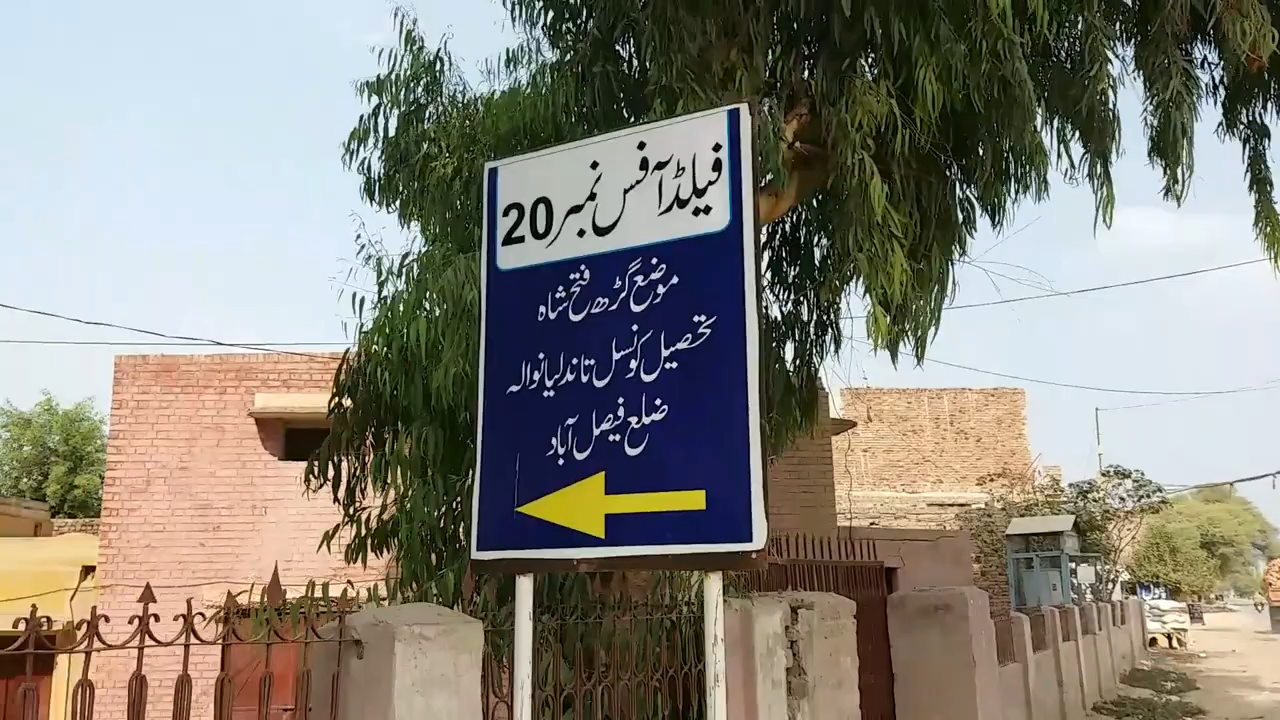 فیلڈ آفس نمبر 20
موضع گڑھ فتح شاہ
تحصیل کونسل تاندلیانوالہ
ضلع فیصل آباد